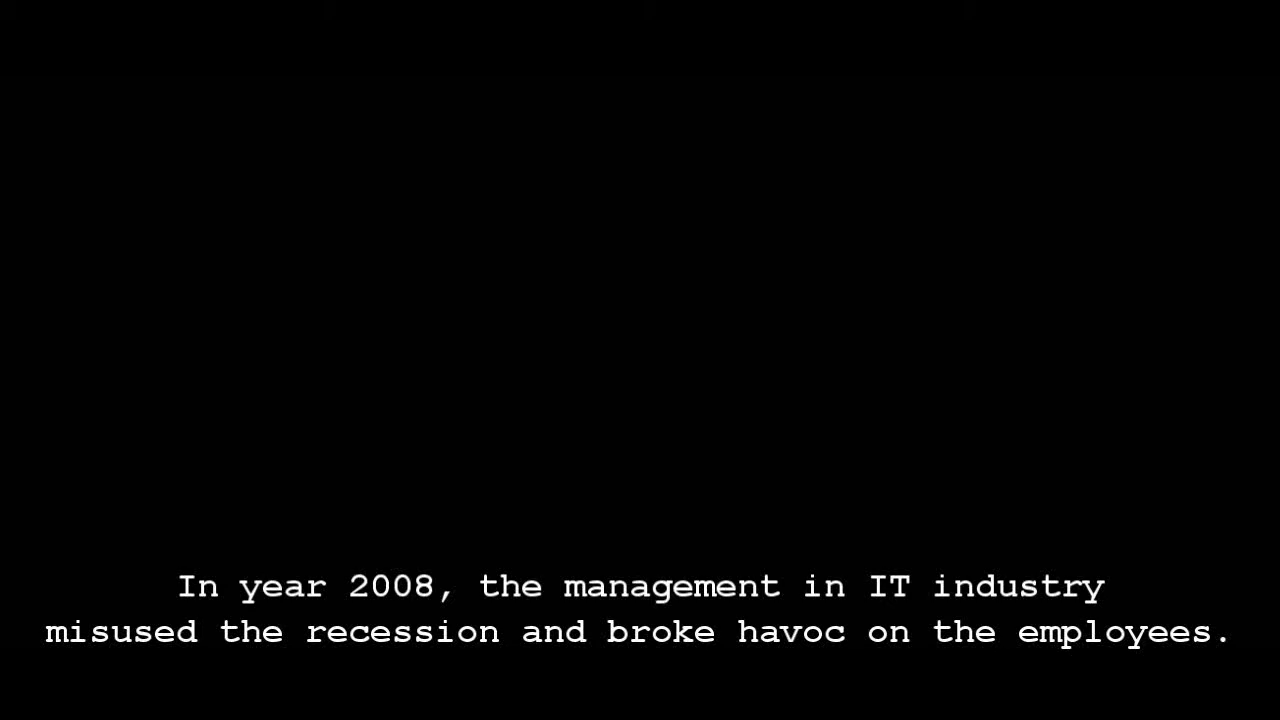 In year 2008, the management in IT industry
misused the recession and broke havoc on the employees.